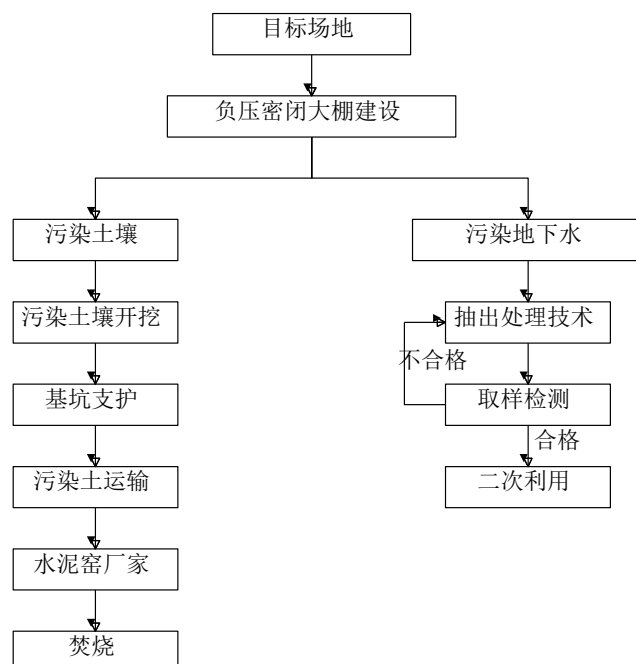 目标场地
负压密闭大棚建设
污染土壤
污染地下水
污染土壤开挖
抽出处理技术
不合格
基坑支护
取样检测
合格
污染土运输
二次利用
水泥窑厂家
焚烧